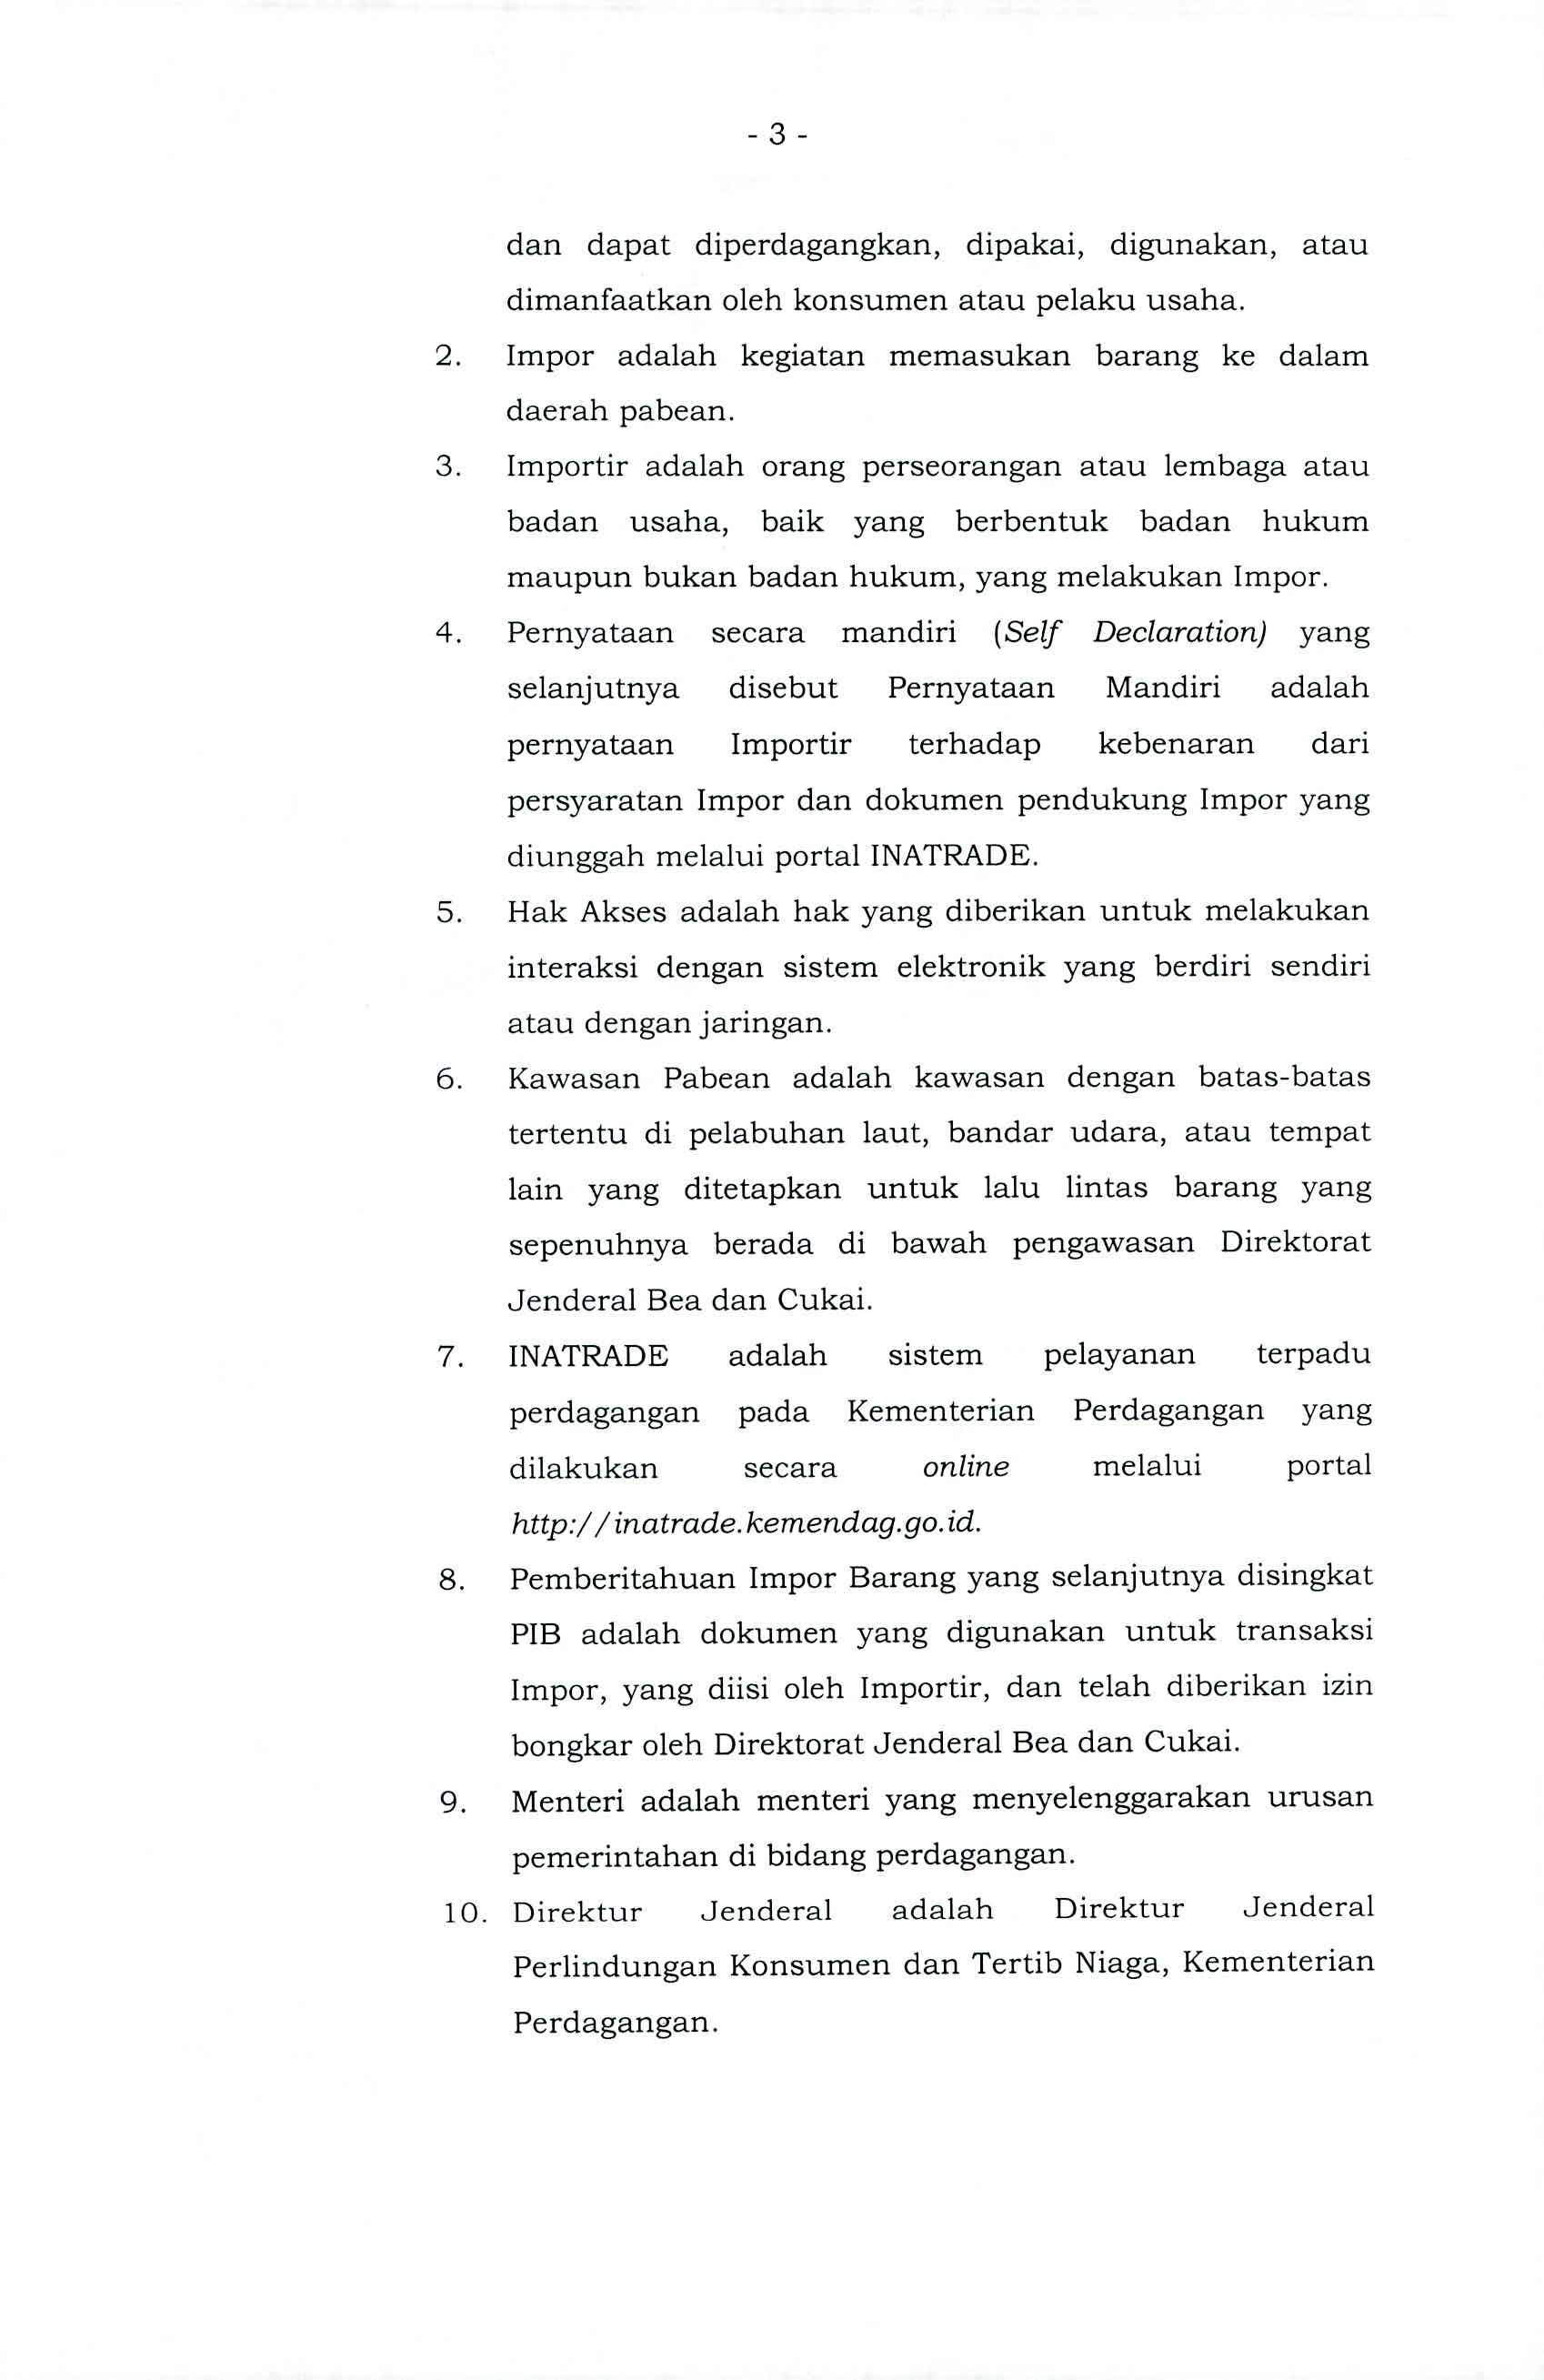 - 3 -
dan dapat diperdagangkan, dipakai, digunakan, atau
dimanfaatkan oleh konsumen atau pelaku usaha.
2. Impor adalah kegiatan memasukan barang ke dalam
daerah pabean.
3. Importir adalah orang perseorangan atau lembaga atau
badan usaha, baik yang berbentuk badan hukum
maupun bukan badan hukum, yang melakukan Impor.
4. Pernyataan secara mandiri (Self Declaration) yang
selanjutnya disebut Pernyataan Mandiri adalah
pernyataan Importir terhadap kebenaran dari
persyaratan Impor dan dokumen pendukung Impor yang
diunggah melalui portal INATRADE.
5. Hak Akses adalah hak yang diberikan untuk melakukan
interaksi dengan sistem elektronik yang berdiri sendiri
atau dengan jaringan.
6. Kawasan Pabean adalah kawasan dengan batas-batas
tertentu di pelabuhan laut, bandar udara, atau tempat
lain yang ditetapkan untuk lalu lintas barang yang
sepenuhnya berada di bawah pengawasan Direktorat
Jenderal Bea dan Cukai.
7. INATRADE adalah sistem pelayanan terpadu
perdagangan pada Kementerian Perdagangan yang
dilakukan secara online melalui portal
http://inatrade.kemendag.go.id.
8. Pemberitahuan Impor Barang yang selanjutnya disingkat
PIB adalah dokumen yang digunakan untuk transaksi
Impor, yang diisi oleh Importir, dan telah diberikan izin
bongkar oleh Direktorat Jenderal Bea dan Cukai.
9. Menteri adalah menteri yang menyelenggarakan urusan
pemerintahan di bidang perdagangan.
10. Direktur Jenderal adalah Direktur Jenderal
Perlindungan Konsumen dan Tertib Niaga, Kementerian
Perdagangan.